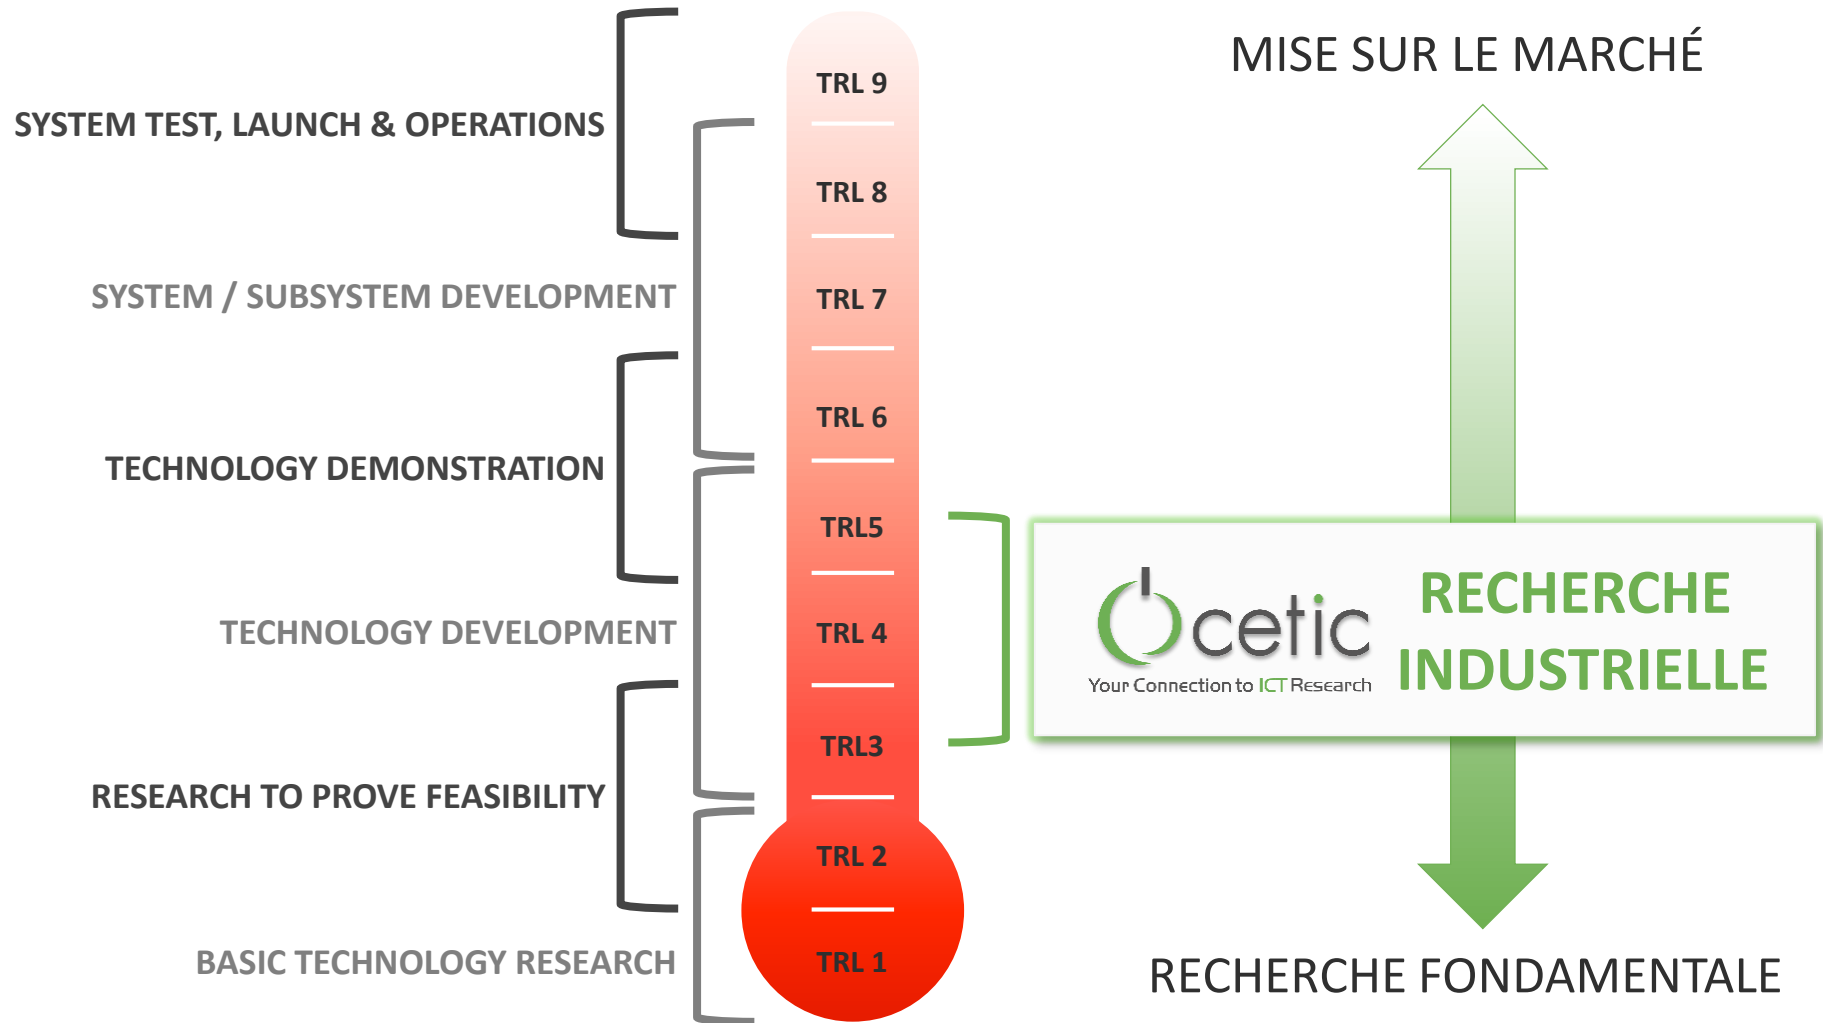 SYSTEM TEST, LAUNCH & OPERATIONS
SYSTEM / SUBSYSTEM DEVELOPMENT
TECHNOLOGY DEMONSTRATION
TECHNOLOGY DEVELOPMENT
RESEARCH TO PROVE FEASIBILITY
BASIC TECHNOLOGY RESEARCH
TRL 9
TRL 8
TRL 7
TRL 6
TRL5
TRL 4
TRL3
TRL 2
TRL 1
MISE SUR LE MARCHÉ
cetic
Your Connection to ICT Research
RECHERCHE
INDUSTRIELLE
RECHERCHE FONDAMENTALE